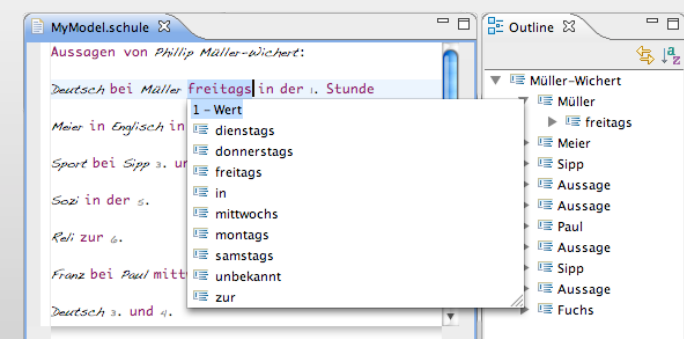 MyModel.schule
Aussagen von Phillip Müller-Wichert:
Deutsch bei Müller freitags in der 1. Stunde
Meier in Englisch in
Sport bei Sipp 3.
Sozi in der 5.
Reli zur 6.
Franz bei Paul
Deutsch 3. und 4.
1 – Wert
dienstags
donnerstags
freitags
in
mittwochs
montags
samstags
unbekannt
zur
Outline
Müller-Wichert
Müller
freitags
Meier
Sipp
Aussage
Aussage
Paul
Aussage
Sipp
Aussage
Fuchs